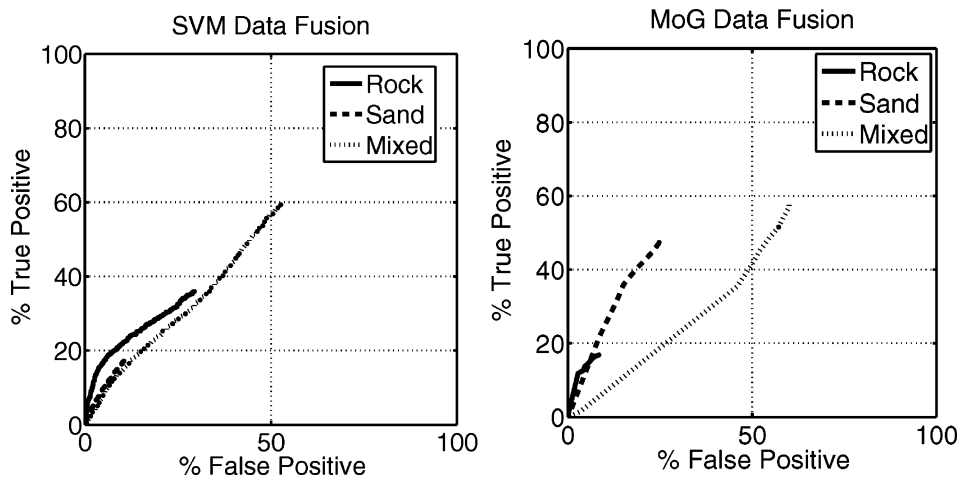 SVM Data Fusion
100
80
60
40
20
0
% True Positive
Rock
Sand
Mixed
0
50
100
% False Positive
MoG Data Fusion
100
80
60
40
20
0
% True Positive
Rock
Sand
Mixed
0
50
100
% False Positive